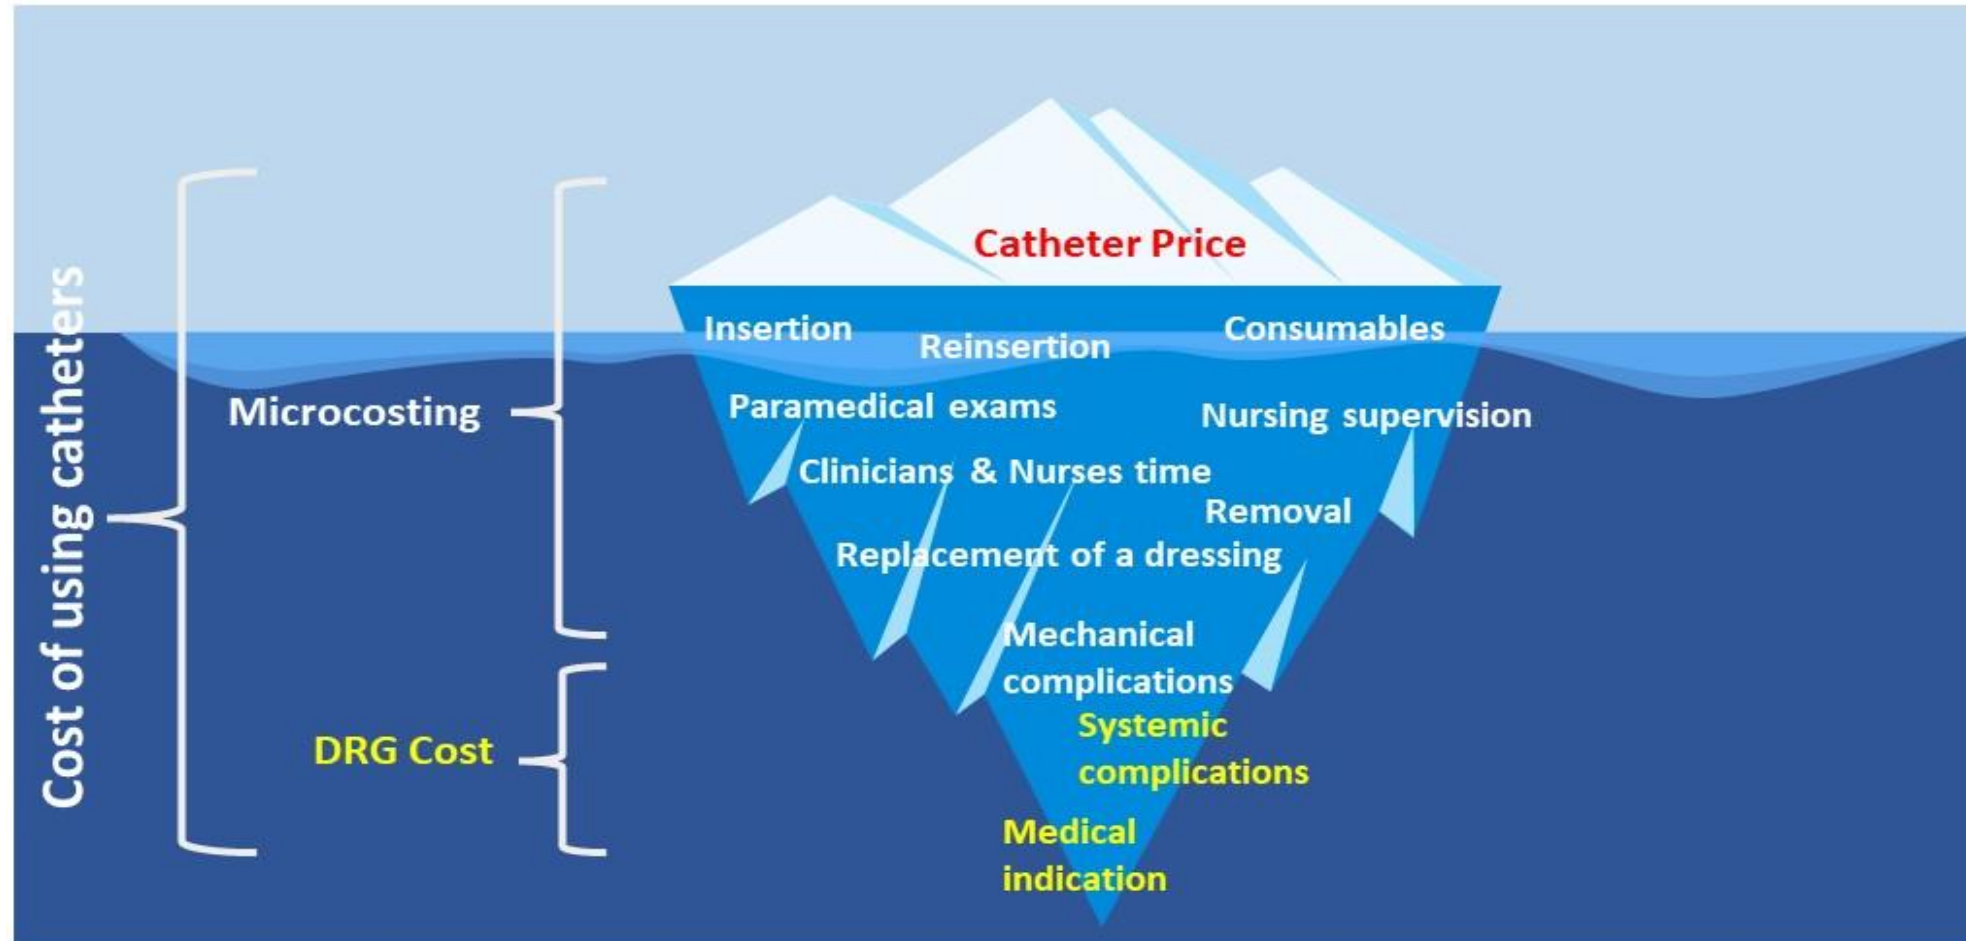 Cost of using catheters
Microcosting
DRG Cost
Catheter Price
Insertion
Reinsertion
Consumables
Paramedical exams
Nursing supervision
Clinicians & Nurses time
Removal
Replacement of a dressing
Mechanical
complications
Systemic
complications
Medical
indication